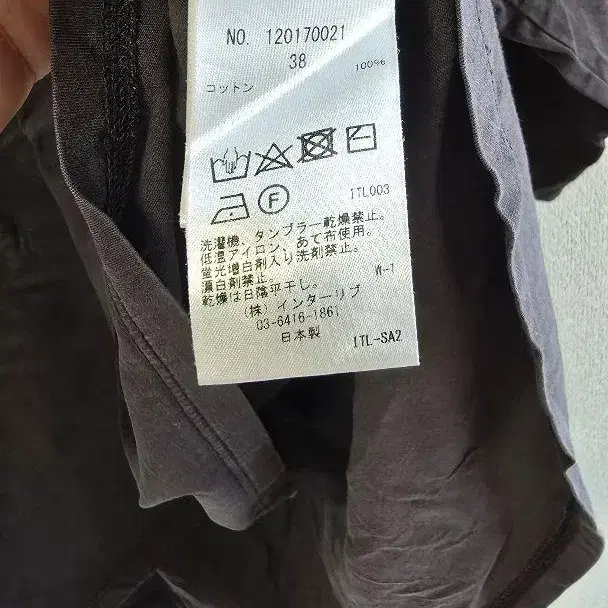 NO. 120170021
38
コットン 100%
F
ITL003
洗濯機、タンブラー乾燥禁止。
低温アイロン、あて布使用。
蛍光増白剤入り洗剤禁止。
漂白剤禁止。
乾燥は日陰平干し。 W-1
(株)インターリブ
03-6416-1861
日本製 ITL-SA2